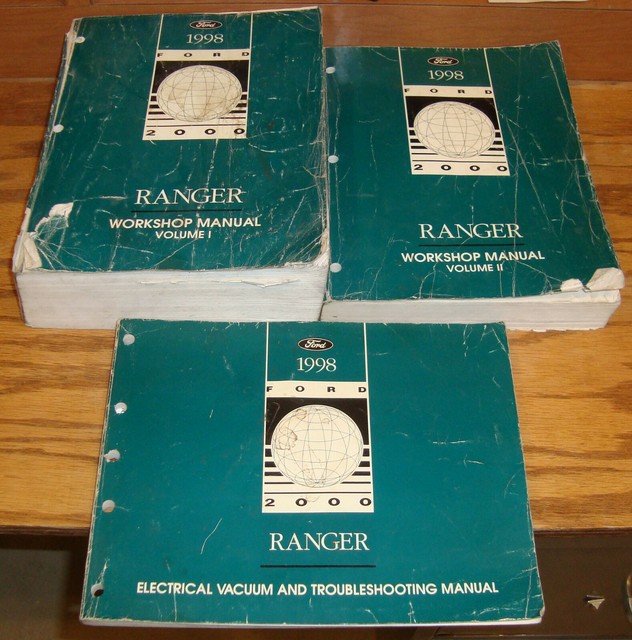 Ford
1998
FORD
2000
RANGER
WORKSHOP MANUAL
VOLUME I
Ford
1998
FORD
2000
RANGER
WORKSHOP MANUAL
VOLUME II
Ford
1998
FORD
2000
RANGER
ELECTRICAL VACUUM AND TROUBLESHOOTING MANUAL